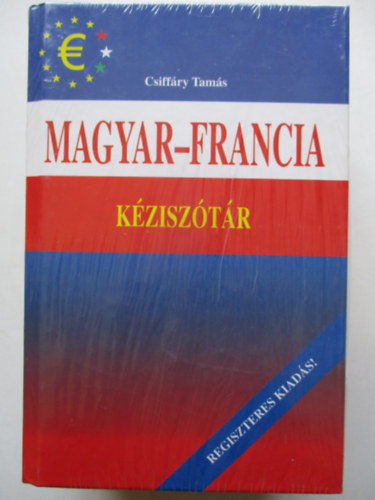 €
Csiffáry Tamás
MAGYAR–FRANCIA
KÉZISZÓTÁR
REGISZTERES KIADÁS!